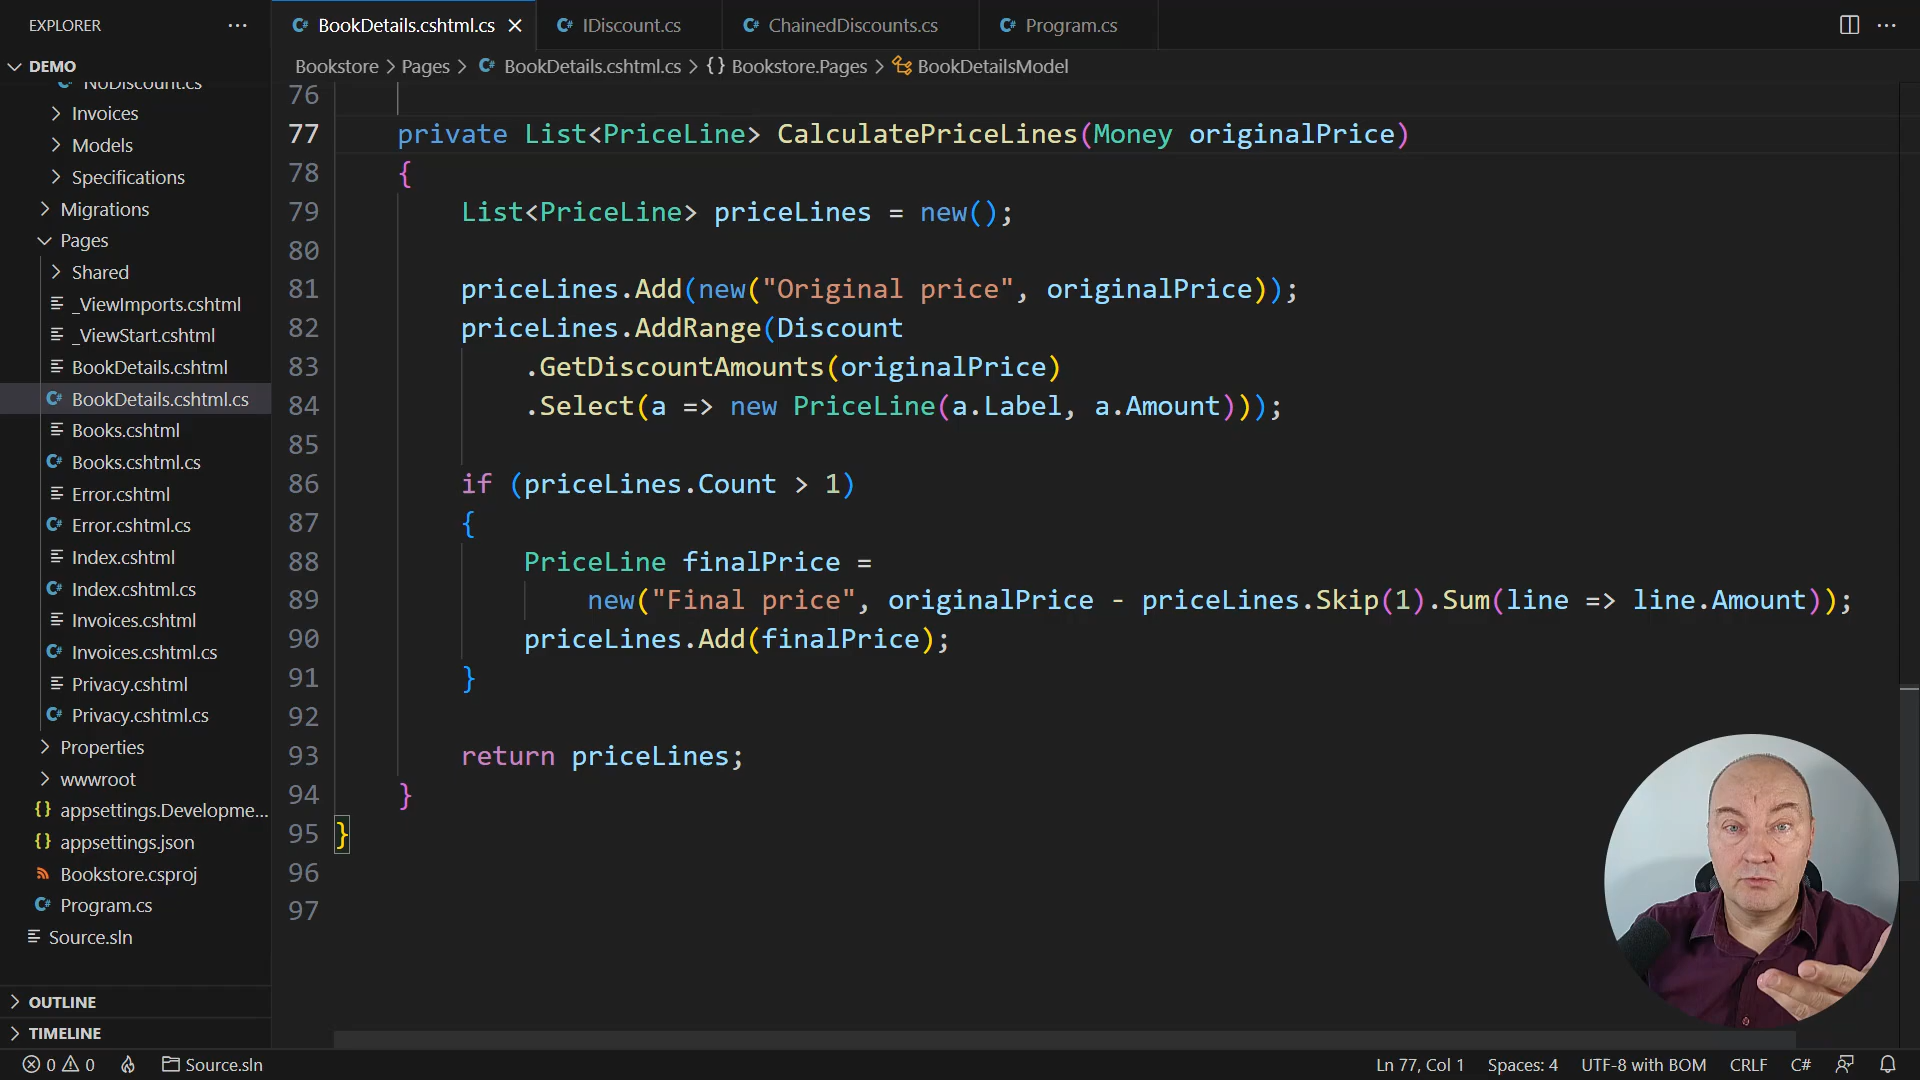 EXPLORER
DEMO
NoDiscount.cs
Invoices
Models
Specifications
Migrations
Pages
Shared
_ViewImports.cshtml
_ViewStart.cshtml
BookDetails.cshtml
BookDetails.cshtml.cs
Books.cshtml
Books.cshtml.cs
Error.cshtml
Error.cshtml.cs
Index.cshtml
Index.cshtml.cs
Invoices.cshtml
Invoices.cshtml.cs
Privacy.cshtml
Privacy.cshtml.cs
Properties
wwwroot
appsettings.Developme...
appsettings.json
Bookstore.csproj
Program.cs
Source.sln
OUTLINE
TIMELINE
BookDetails.cshtml.cs
IDiscount.cs
ChainedDiscounts.cs
Program.cs
Bookstore > Pages > BookDetails.cshtml.cs > {} Bookstore.Pages > BookDetailsModel
76
77 private List<PriceLine> CalculatePriceLines(Money originalPrice)
78 {
79 List<PriceLine> priceLines = new();
80
81 priceLines.Add(new("Original price", originalPrice));
82 priceLines.AddRange(Discount
83 .GetDiscountAmounts(originalPrice)
84 .Select(a => new PriceLine(a.Label, a.Amount)));
85
86 if (priceLines.Count > 1)
87 {
88 PriceLine finalPrice =
89 new("Final price", originalPrice - priceLines.Skip(1).Sum(line => line.Amount));
90 priceLines.Add(finalPrice);
91 }
92
93 return priceLines;
94 }
95 }
96
97
0 0 Source.sln Ln 77, Col 1 Spaces: 4 UTF-8 with BOM CRLF C#